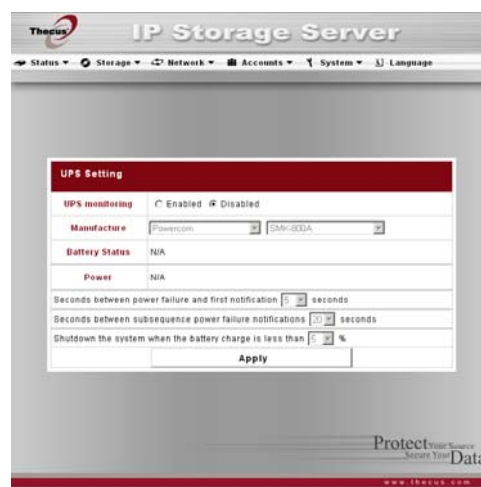 Thecus
IP Storage Server
Status Storage Network Accounts System Language
UPS Setting
UPS monitoring Enabled Disabled
Manufacture Powercom SMK-800A
Battery Status N/A
Power N/A
Seconds between power failure and first notification 5 seconds
Seconds between subsequence power failure notifications 20 seconds
Shutdown the system when the battery charge is less than 5 %
Apply
Protect Your Source
Secure Your Data
www.thecus.com